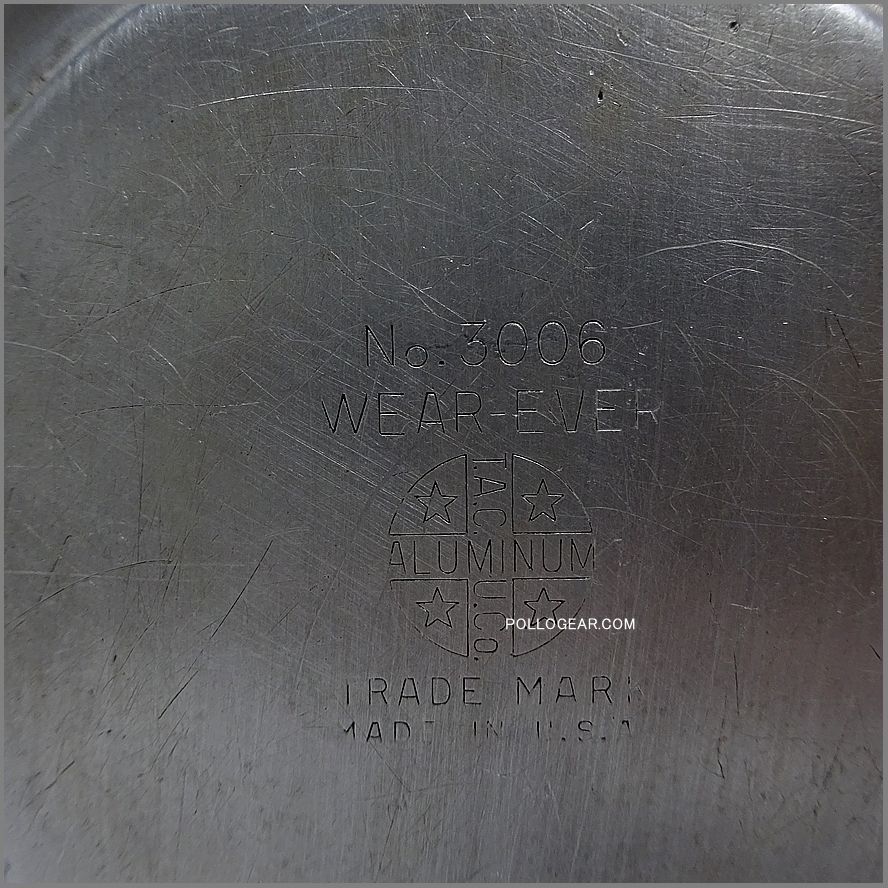 No. 3006
WEAR-EVER
T.A.C.
ALUMINUM
U.Co.
POLLOGEAR.COM
TRADE MARK
MADE IN U.S.A